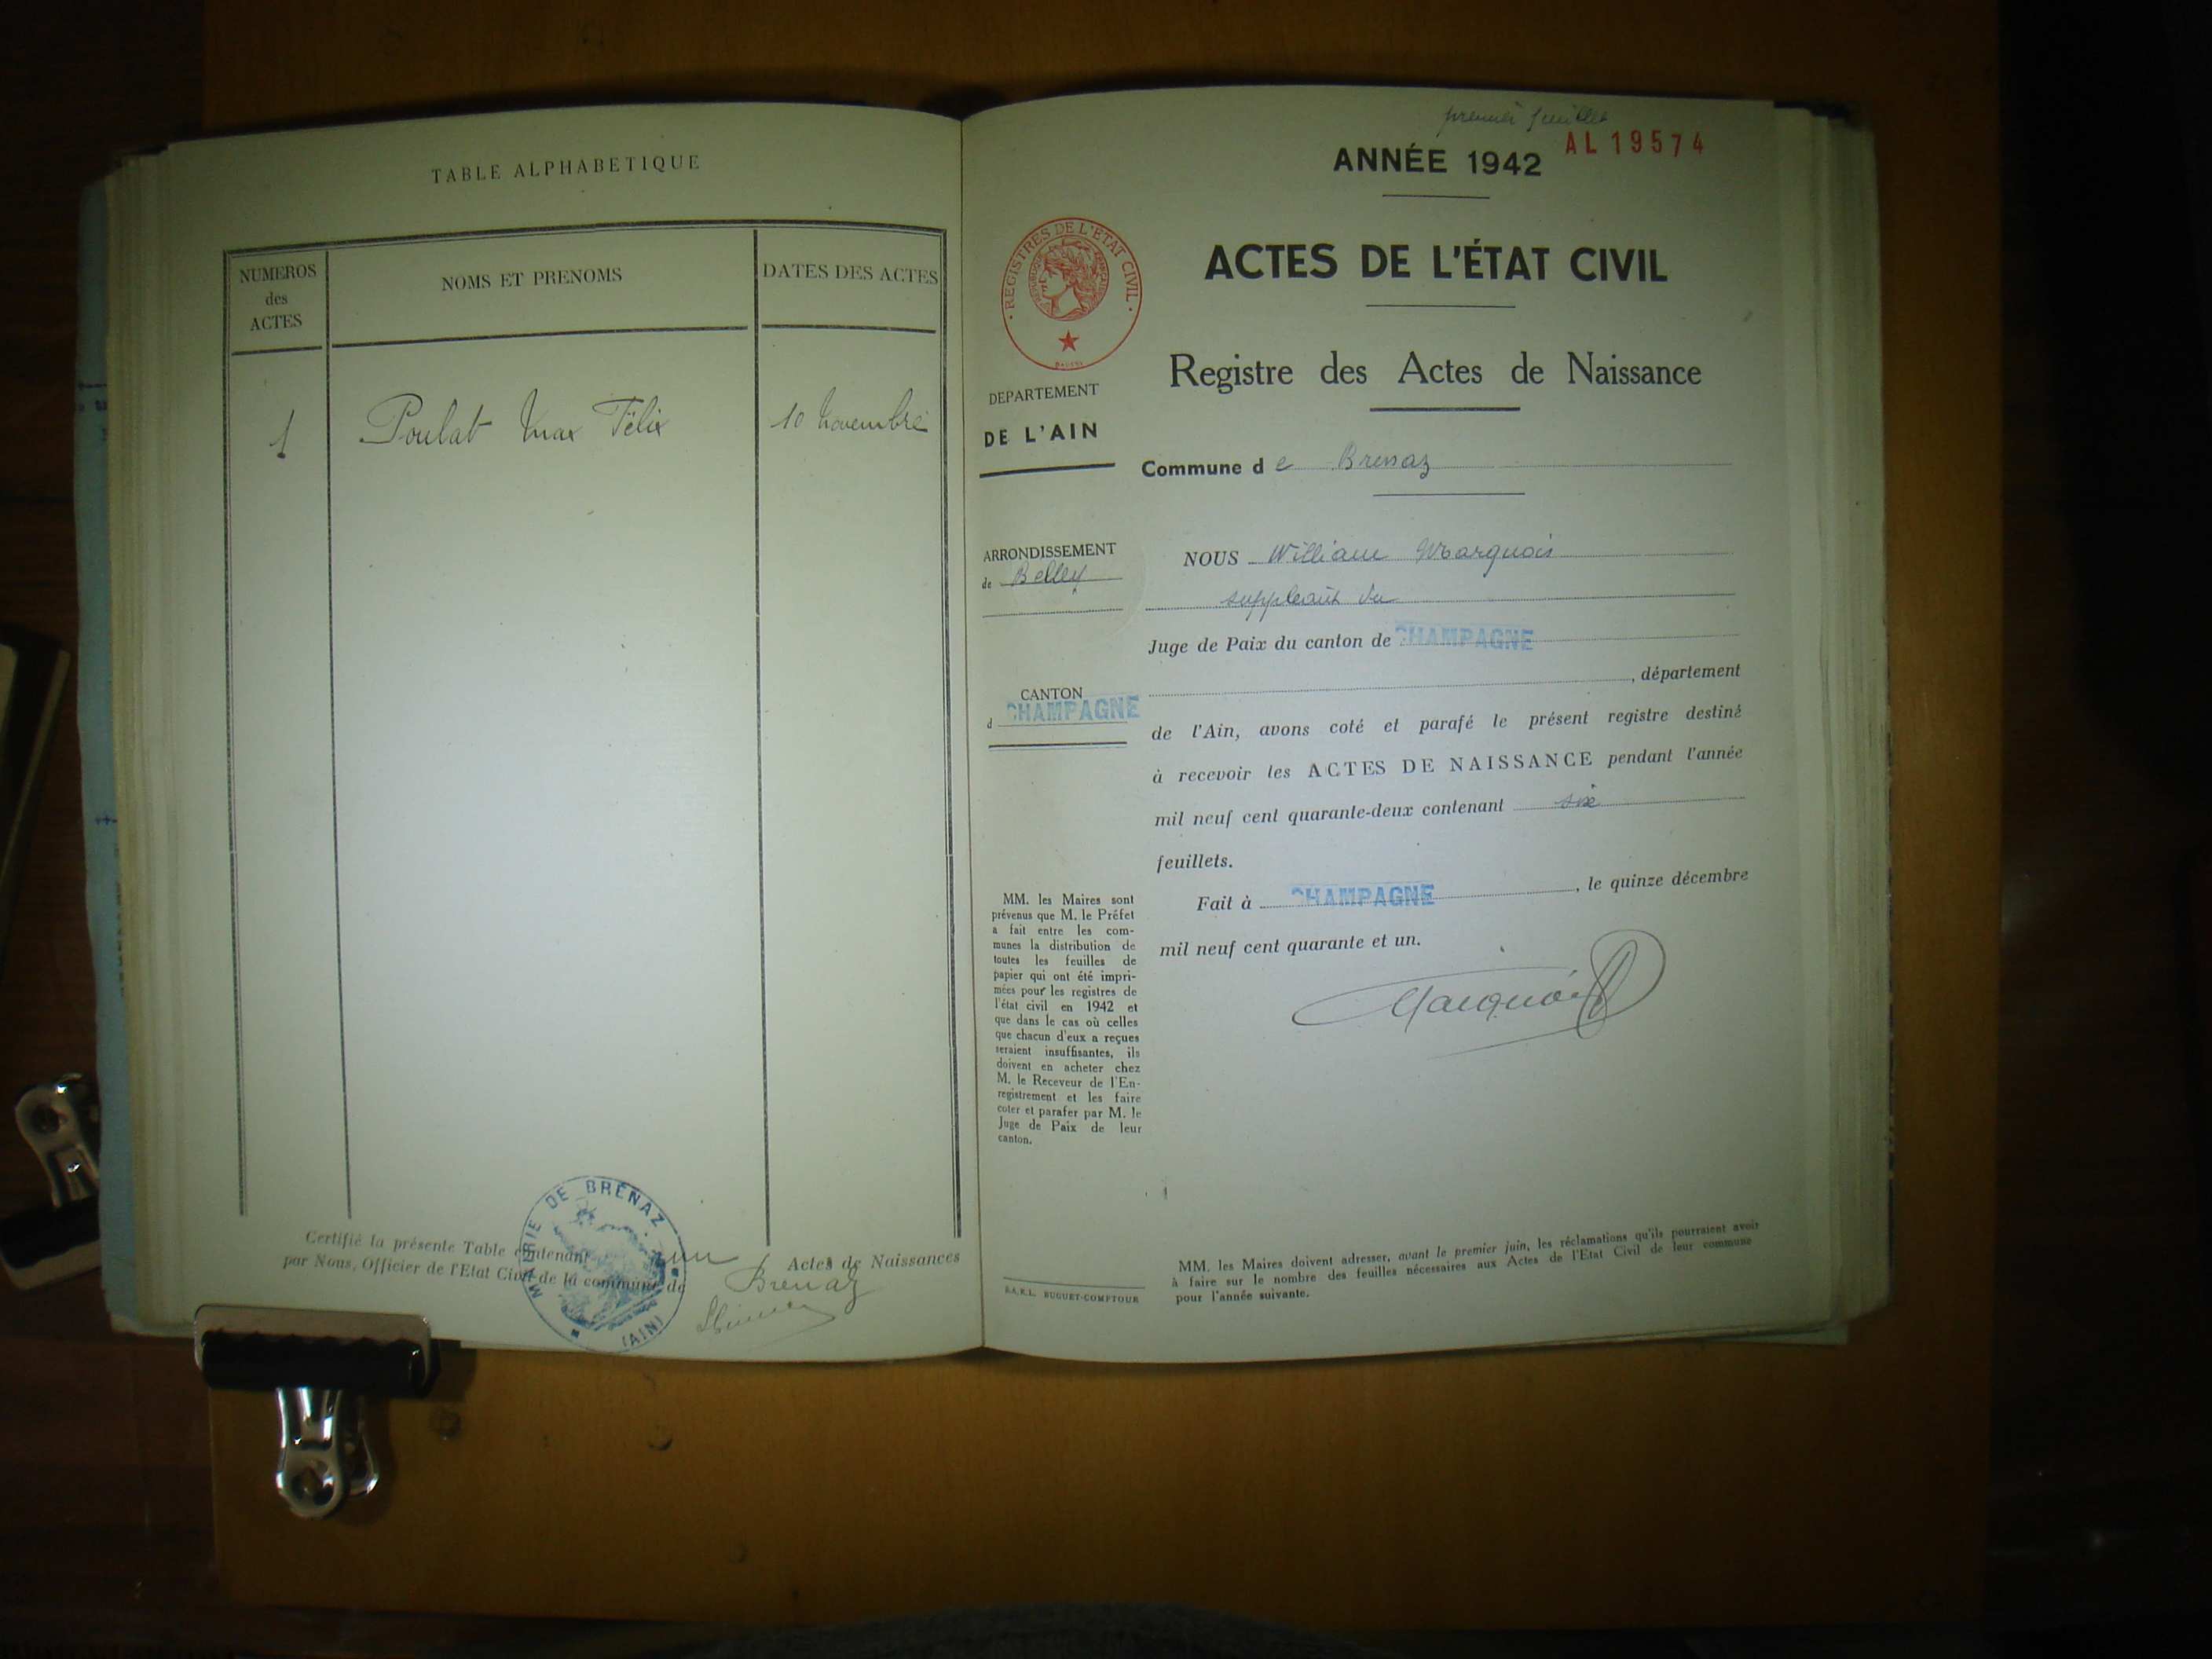 TABLE ALPHABETIQUE
NUMEROS
des
ACTES
NOMS ET PRENOMS
DATES DES ACTES
1
Poulat Max Félix
10 Novembre
Certifié la présente Table contenant un Actes de Naissances
par Nous, Officier de l'Etat Civil de la commune de Brenaz
MAIRIE DE BRÉNAZ
(AIN)
premier feuillet
ANNÉE 1942
AL 19574
REGISTRES DE L'ÉTAT CIVIL
ACTES DE L'ÉTAT CIVIL
Registre des Actes de Naissance
DEPARTEMENT
DE L'AIN
Commune de Brenaz
ARRONDISSEMENT
de Belley
CANTON
d CHAMPAGNE
NOUS William Marquois
suppléant du
Juge de Paix du canton de CHAMPAGNE
, département
de l'Ain, avons coté et parafé le présent registre destiné
à recevoir les ACTES DE NAISSANCE pendant l'année
mil neuf cent quarante-deux contenant six
feuillets.
Fait à CHAMPAGNE, le quinze décembre
mil neuf cent quarante et un.
Marquois
MM. les Maires sont
prévenus que M. le Préfet
a fait entre les com-
munes la distribution de
toutes les feuilles de
papier qui ont été impri-
mées pour les registres de
l'état civil en 1942 et
que dans le cas où celles
que chacun d'eux a reçues
seraient insuffisantes, ils
doivent en acheter chez
M. le Receveur de l'En-
registrement et les faire
coter et parafer par M. le
Juge de Paix de leur
canton.
S.A.R.L. BUGUET-COMPTOUR
MM. les Maires doivent adresser, avant le premier juin, les réclamations qu'ils pourraient avoir
à faire sur le nombre des feuilles nécessaires aux Actes de l'Etat Civil de leur commune
pour l'année suivante.